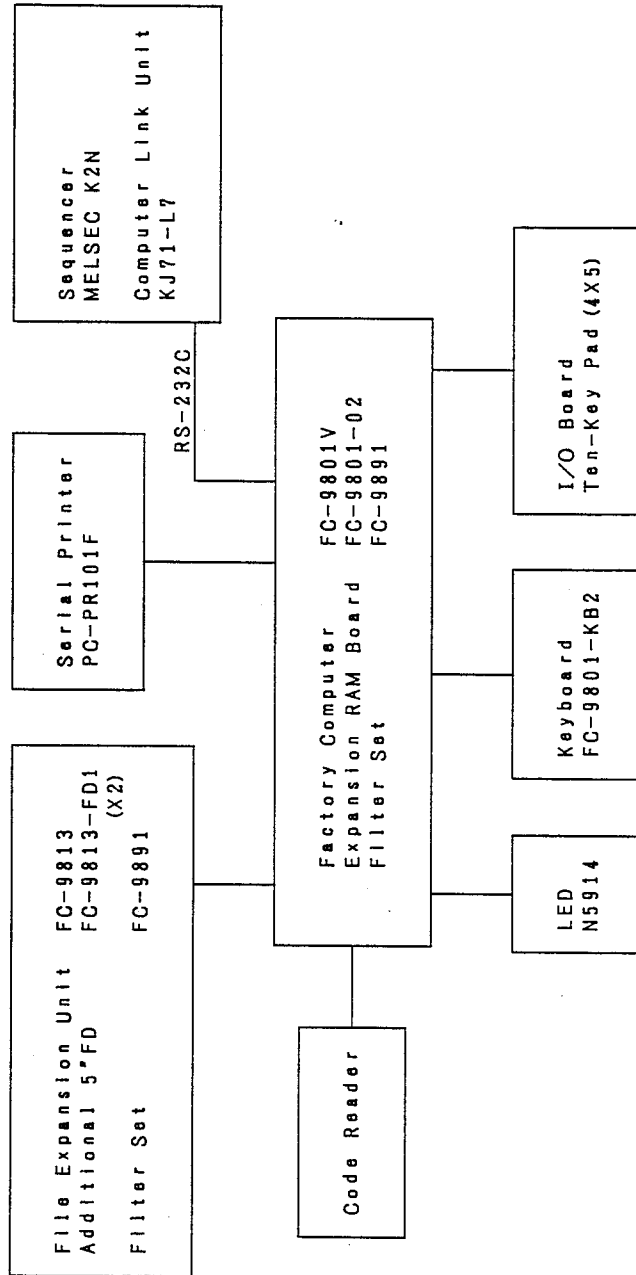 File Expansion Unit FC-9813
Additional 5"FD FC-9813-FD1
(X2)
Filter Set FC-9891
Serial Printer
PC-PR101F
Sequencer
MELSEC K2N
Computer Link Unit
KJ71-L7
RS-232C
Code Reader
Factory Computer FC-9801V
Expansion RAM Board FC-9801-02
Filter Set FC-9891
LED
N5914
Keyboard
FC-9801-KB2
I/O Board
Ten-Key Pad (4X5)